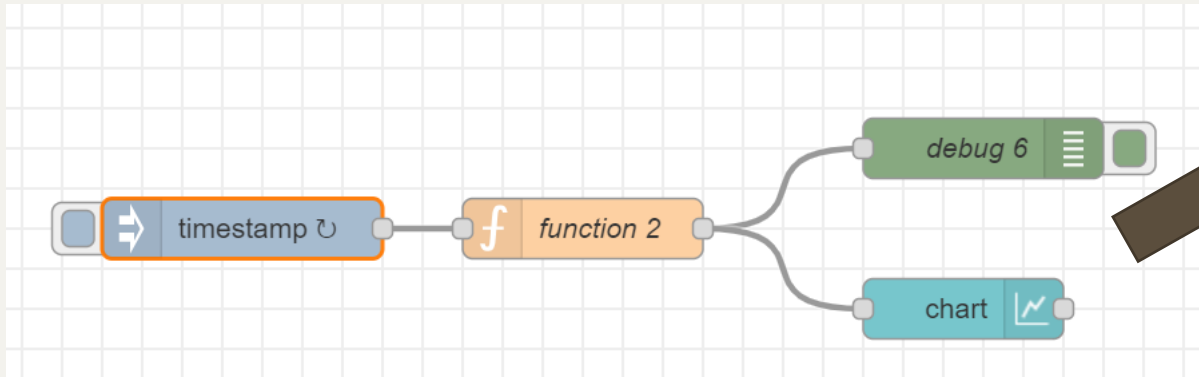 timestamp ↻
function 2
debug 6
chart